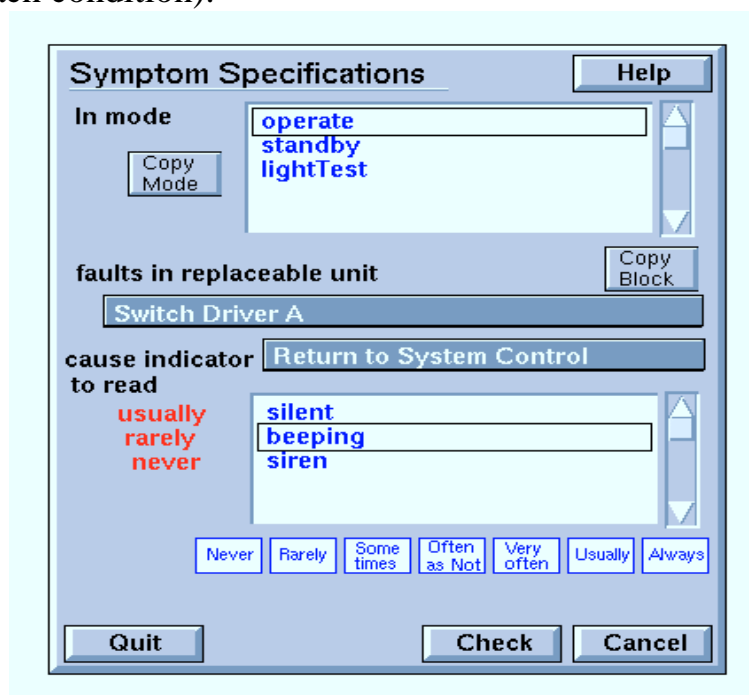 ten condition).
Symptom Specifications
Help
In mode
operate
standby
lightTest
Copy
Mode
Copy
Block
faults in replaceable unit
Switch Driver A
cause indicator
Return to System Control
to read
usually
silent
rarely
beeping
never
siren
Never
Rarely
Some
times
Often
as Not
Very
often
Usually
Always
Quit
Check
Cancel